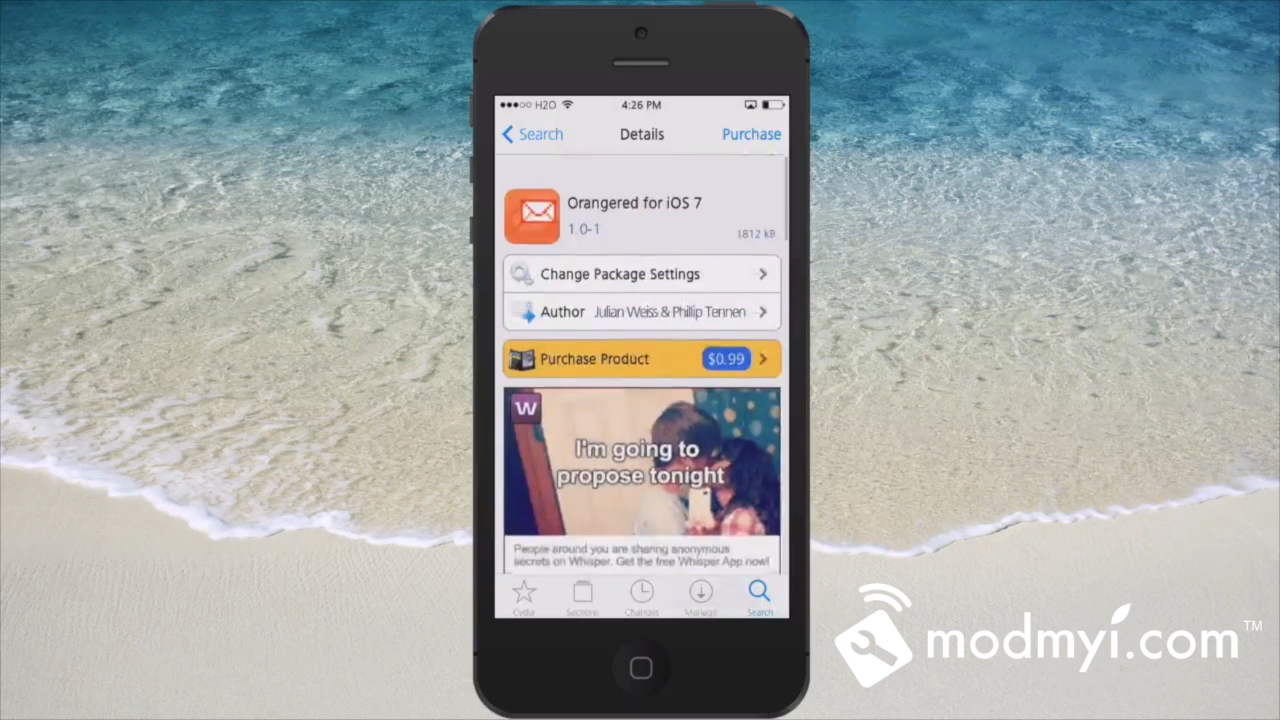 H2O
4:26 PM
Search
Details
Purchase
Orangered for iOS 7
1.0-1
1812 kB
Change Package Settings
Author Julian Weiss & Phillip Tennen
Purchase Product $0.99
W
I'm going to
propose tonight
People around you are sharing anonymous
secrets on Whisper. Get the free Whisper App now!
Cydia
Sections
Changes
Manage
Search
modmyi.com™